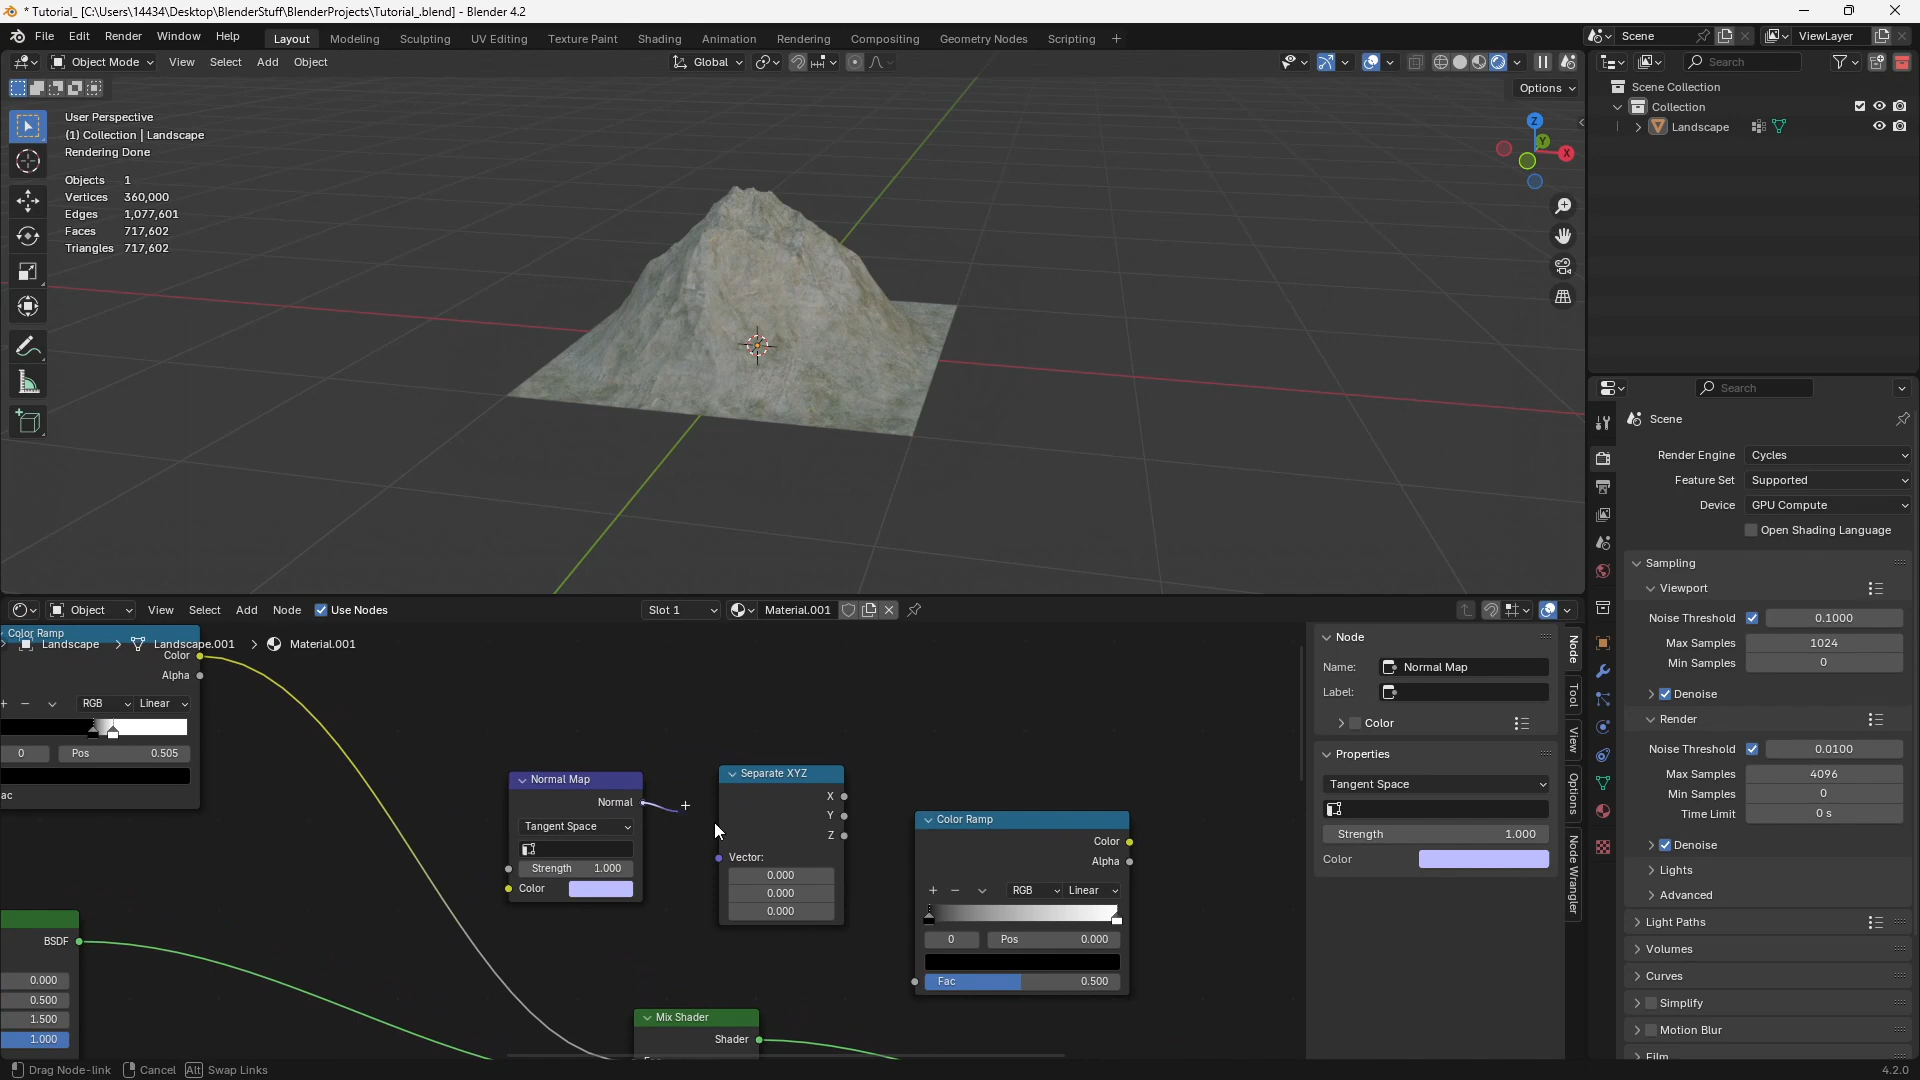 * Tutorial_ [C:\Users\14434\Desktop\BlenderStuff\BlenderProjects\Tutorial_.blend] - Blender 4.2
File Edit Render Window Help
Layout Modeling Sculpting UV Editing Texture Paint Shading Animation Rendering Compositing Geometry Nodes Scripting +
Scene
ViewLayer
Object Mode View Select Add Object
Global
Options
User Perspective
(1) Collection | Landscape
Rendering Done
Objects 1
Vertices 360,000
Edges 1,077,601
Faces 717,602
Triangles 717,602
Z
Y
X
Search
Scene Collection
Collection
Landscape
Search
Scene
Render Engine Cycles
Feature Set Supported
Device GPU Compute
Open Shading Language
Sampling
Viewport
Noise Threshold 0.1000
Max Samples 1024
Min Samples 0
Denoise
Render
Noise Threshold 0.0100
Max Samples 4096
Min Samples 0
Time Limit 0 s
Denoise
Lights
Advanced
Light Paths
Volumes
Curves
Simplify
Motion Blur
Film
Object View Select Add Node Use Nodes
Slot 1
Material.001
Color Ramp
Landscape > Landscape.001 > Material.001
Color
Alpha
RGB Linear
0 Pos 0.505
ac
BSDF
0.000
0.500
1.500
1.000
Normal Map
Normal
Tangent Space
Strength 1.000
Color
Separate XYZ
X
Y
Z
Vector:
0.000
0.000
0.000
Color Ramp
Color
Alpha
RGB Linear
0 Pos 0.000
Fac 0.500
Mix Shader
Shader
Node
Name: Normal Map
Label:
Color
Properties
Tangent Space
Strength 1.000
Color
Node
Tool
View
Options
Node Wrangler
Drag Node-link Cancel Alt Swap Links
4.2.0